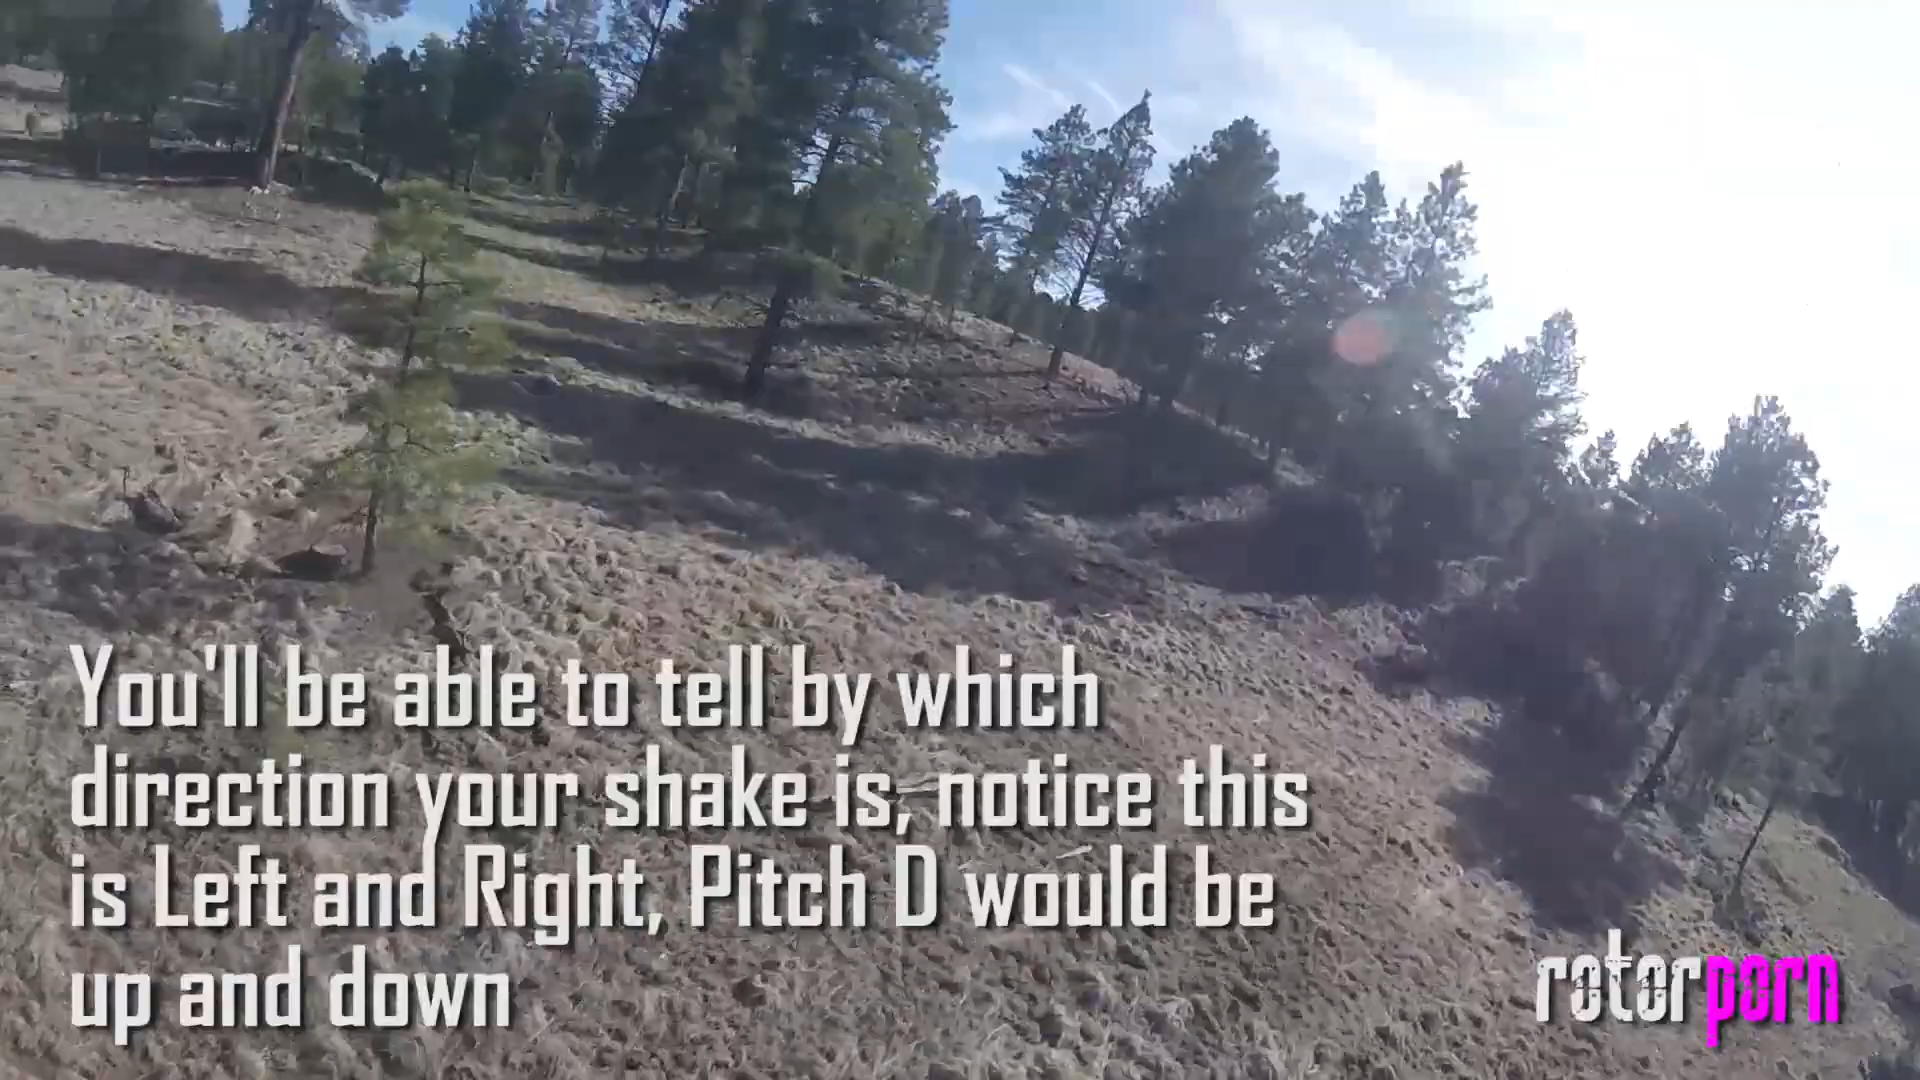 You'll be able to tell by which
direction your shake is, notice this
is Left and Right, Pitch D would be
up and down
rotorporn